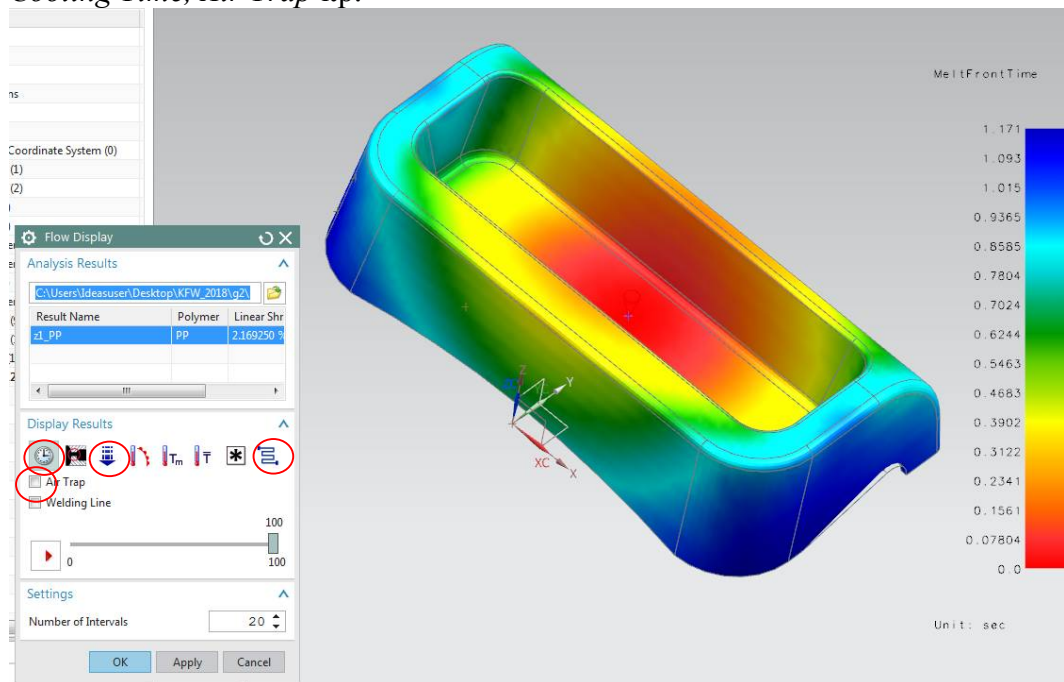 Cooling Time, Air Trap
ns
Coordinate System (0)
(1)
(2)
Flow Display
Analysis Results
C:\Users\Ideasuser\Desktop\KFW_2018\g2\
Result Name Polymer Linear Shr
z1_PP PP 2.169250 %
Display Results
Tm T
Air Trap
Welding Line
100
0 100
Settings
Number of Intervals 20
OK Apply Cancel
MeltFrontTime
1.171
1.093
1.015
0.9365
0.8585
0.7804
0.7024
0.6244
0.5463
0.4683
0.3902
0.3122
0.2341
0.1561
0.07804
0.0
Unit: sec
Z
Y
XC
X